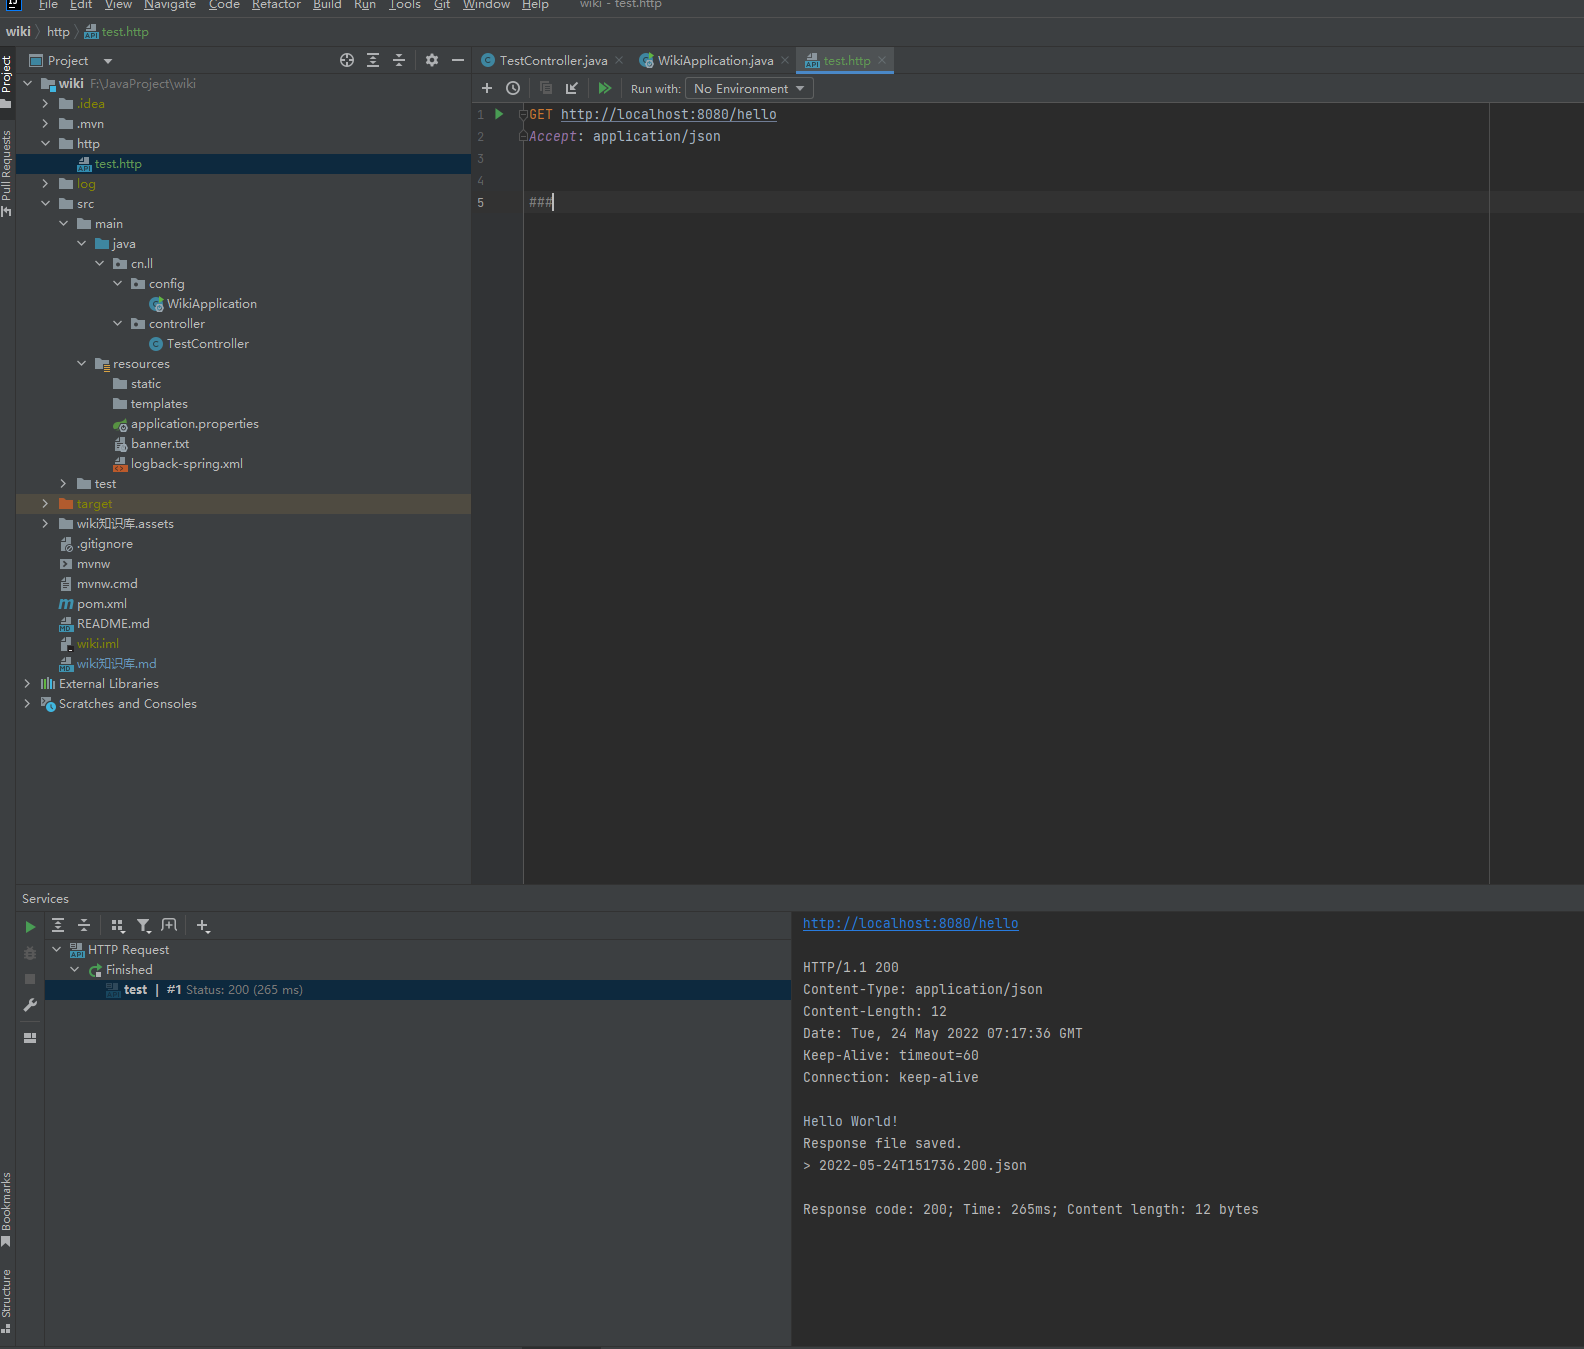 File Edit View Navigate Code Refactor Build Run Tools Git Window Help wiki - test.http
wiki http test.http
Project
TestController.java WikiApplication.java test.http
Run with: No Environment
Project
Pull Requests
wiki F:\JavaProject\wiki
.idea
.mvn
http
test.http
log
src
main
java
cn.ll
config
WikiApplication
controller
TestController
resources
static
templates
application.properties
banner.txt
logback-spring.xml
test
target
wiki知识库.assets
.gitignore
mvnw
mvnw.cmd
pom.xml
README.md
wiki.iml
wiki知识库.md
External Libraries
Scratches and Consoles
1 GET http://localhost:8080/hello
2 Accept: application/json
3
4
5 ###
Services
HTTP Request
Finished
test | #1 Status: 200 (265 ms)
http://localhost:8080/hello
HTTP/1.1 200
Content-Type: application/json
Content-Length: 12
Date: Tue, 24 May 2022 07:17:36 GMT
Keep-Alive: timeout=60
Connection: keep-alive
Hello World!
Response file saved.
> 2022-05-24T151736.200.json
Response code: 200; Time: 265ms; Content length: 12 bytes
Bookmarks
Structure